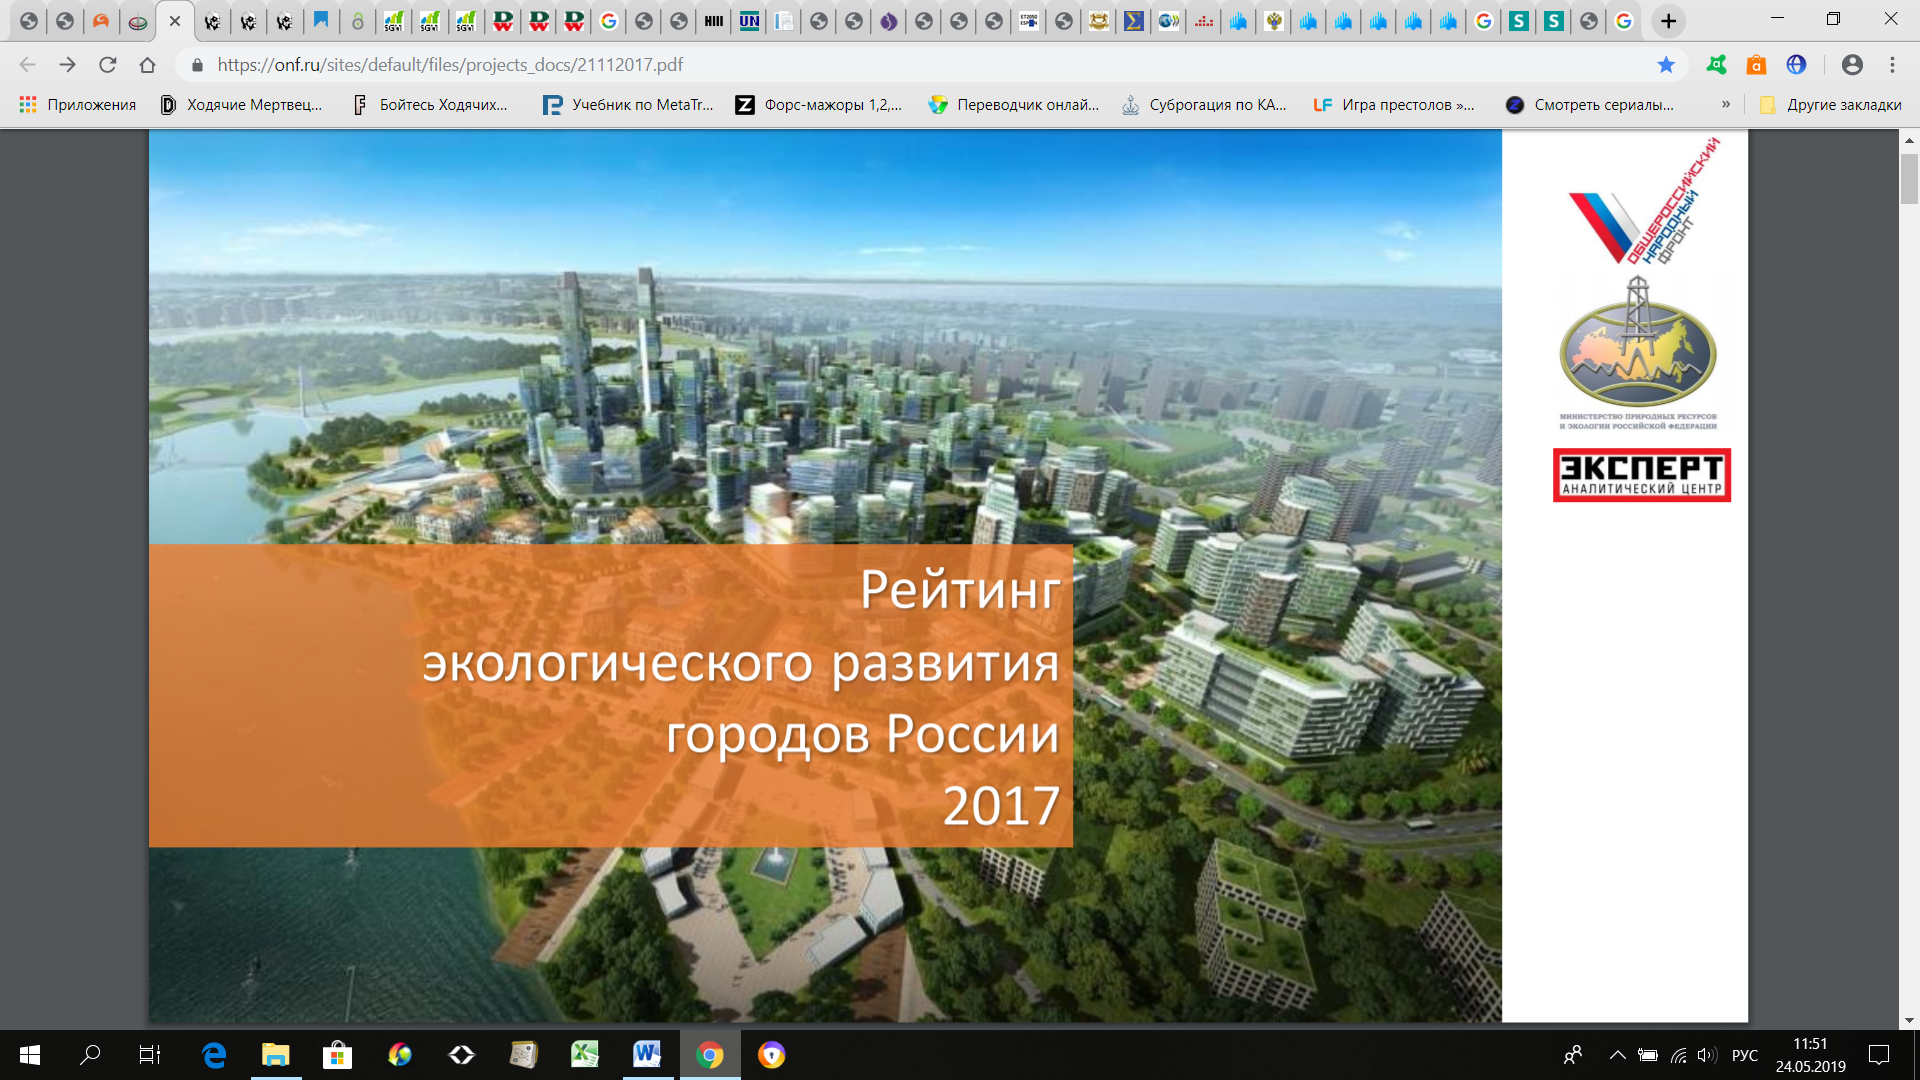 https://onf.ru/sites/default/files/projects_docs/21112017.pdf
Приложения
Ходячие Мертвец...
Бойтесь Ходячих...
Учебник по MetaTr...
Форс-мажоры 1,2,...
Переводчик онлай...
Суброгация по КА...
Игра престолов »...
Смотреть сериалы...
»
Другие закладки
ОБЩЕРОССИЙСКИЙ
НАРОДНЫЙ
ФРОНТ
МИНИСТЕРСТВО ПРИРОДНЫХ РЕСУРСОВ
И ЭКОЛОГИИ РОССИЙСКОЙ ФЕДЕРАЦИИ
ЭКСПЕРТ
АНАЛИТИЧЕСКИЙ ЦЕНТР
Рейтинг
экологического развития
городов России
2017
РУС
11:51
24.05.2019